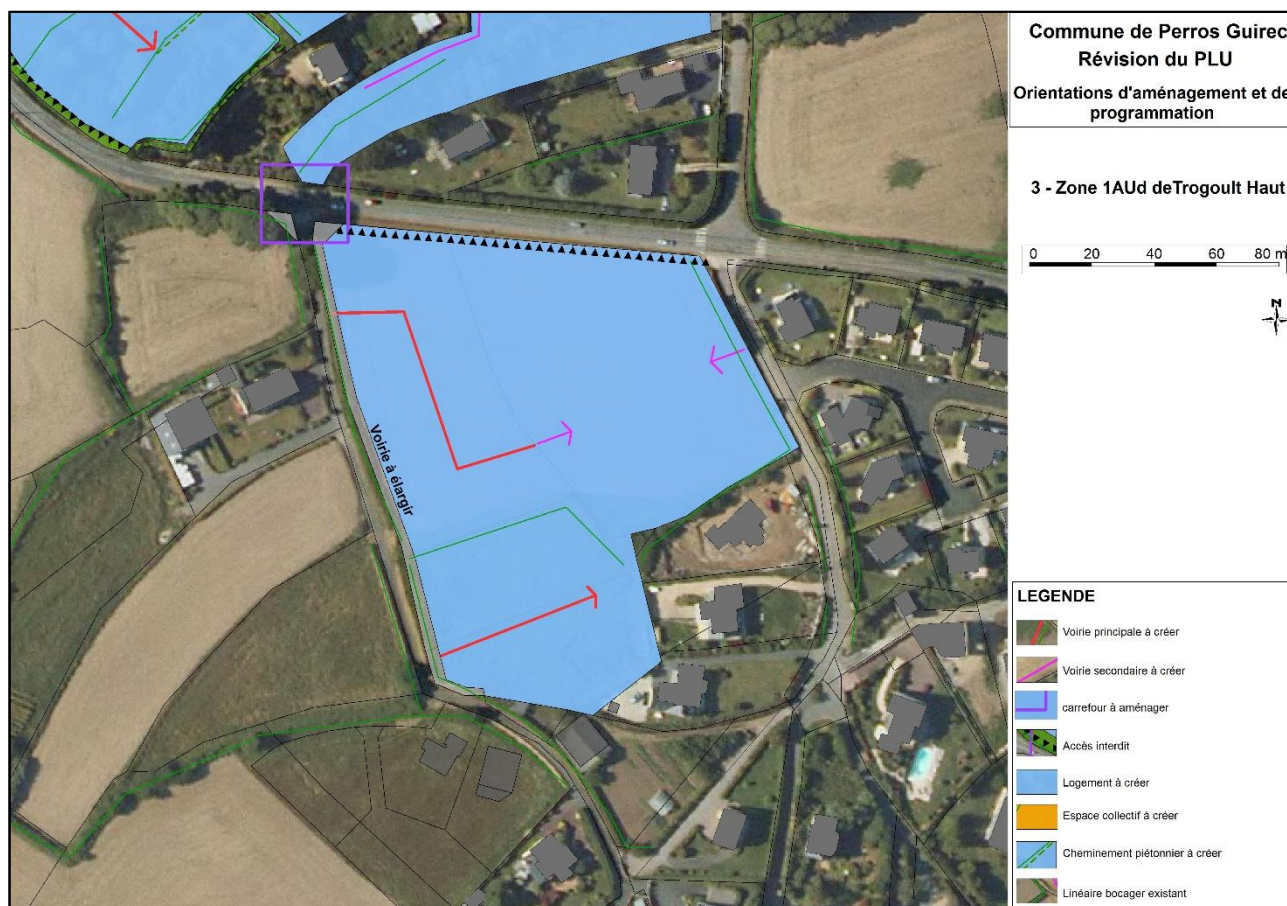 Commune de Perros Guirec
Révision du PLU
Orientations d'aménagement et de
programmation
3 - Zone 1AUd deTrogoult Haut
0 20 40 60 80 m
N
Voirie à élargir
LEGENDE
Voirie principale à créer
Voirie secondaire à créer
carrefour à aménager
Accès interdit
Logement à créer
Espace collectif à créer
Cheminement piétonnier à créer
Linéaire bocager existant